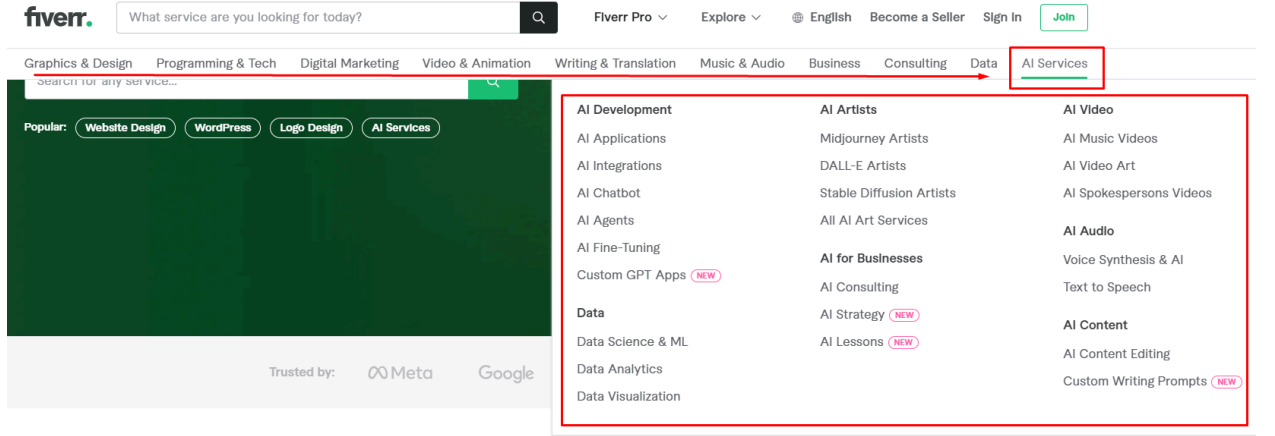 fiverr.
What service are you looking for today?
Fiverr Pro
Explore
English
Become a Seller
Sign In
Join
Graphics & Design
Programming & Tech
Digital Marketing
Video & Animation
Writing & Translation
Music & Audio
Business
Consulting
Data
AI Services
Search for any service...
Popular:
Website Design
WordPress
Logo Design
AI Services
Trusted by:
Meta
Google
AI Development
AI Applications
AI Integrations
AI Chatbot
AI Agents
AI Fine-Tuning
Custom GPT Apps NEW
Data
Data Science & ML
Data Analytics
Data Visualization
AI Artists
Midjourney Artists
DALL-E Artists
Stable Diffusion Artists
All AI Art Services
AI for Businesses
AI Consulting
AI Strategy NEW
AI Lessons NEW
AI Video
AI Music Videos
AI Video Art
AI Spokespersons Videos
AI Audio
Voice Synthesis & AI
Text to Speech
AI Content
AI Content Editing
Custom Writing Prompts NEW